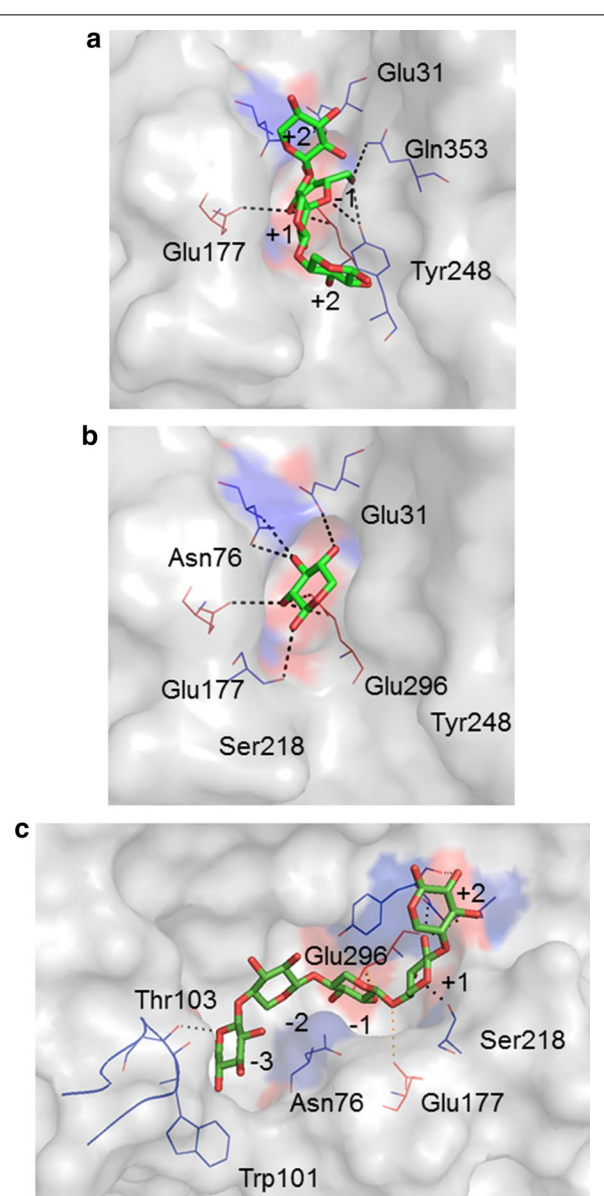 a
Glu31
+2'
Gln353
-1
+1
Glu177
Tyr248
+2
b
Glu31
Asn76
Glu177
Glu296
Tyr248
Ser218
c
+2
Glu296
+1
Thr103
-2
-1
Ser218
-3
Asn76
Glu177
Trp101